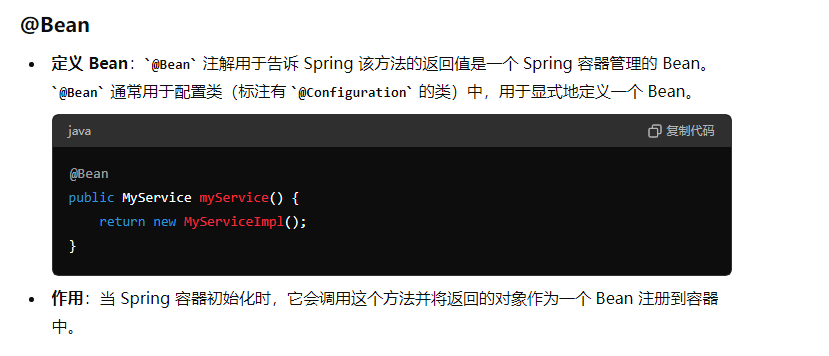 @Bean
• 定义 Bean：`@Bean` 注解用于告诉 Spring 该方法的返回值是一个 Spring 容器管理的 Bean。
`@Bean` 通常用于配置类（标注有 `@Configuration` 的类）中，用于显式地定义一个 Bean。
java 复制代码
@Bean
public MyService myService() {
    return new MyServiceImpl();
}
• 作用：当 Spring 容器初始化时，它会调用这个方法并将返回的对象作为一个 Bean 注册到容器
中。